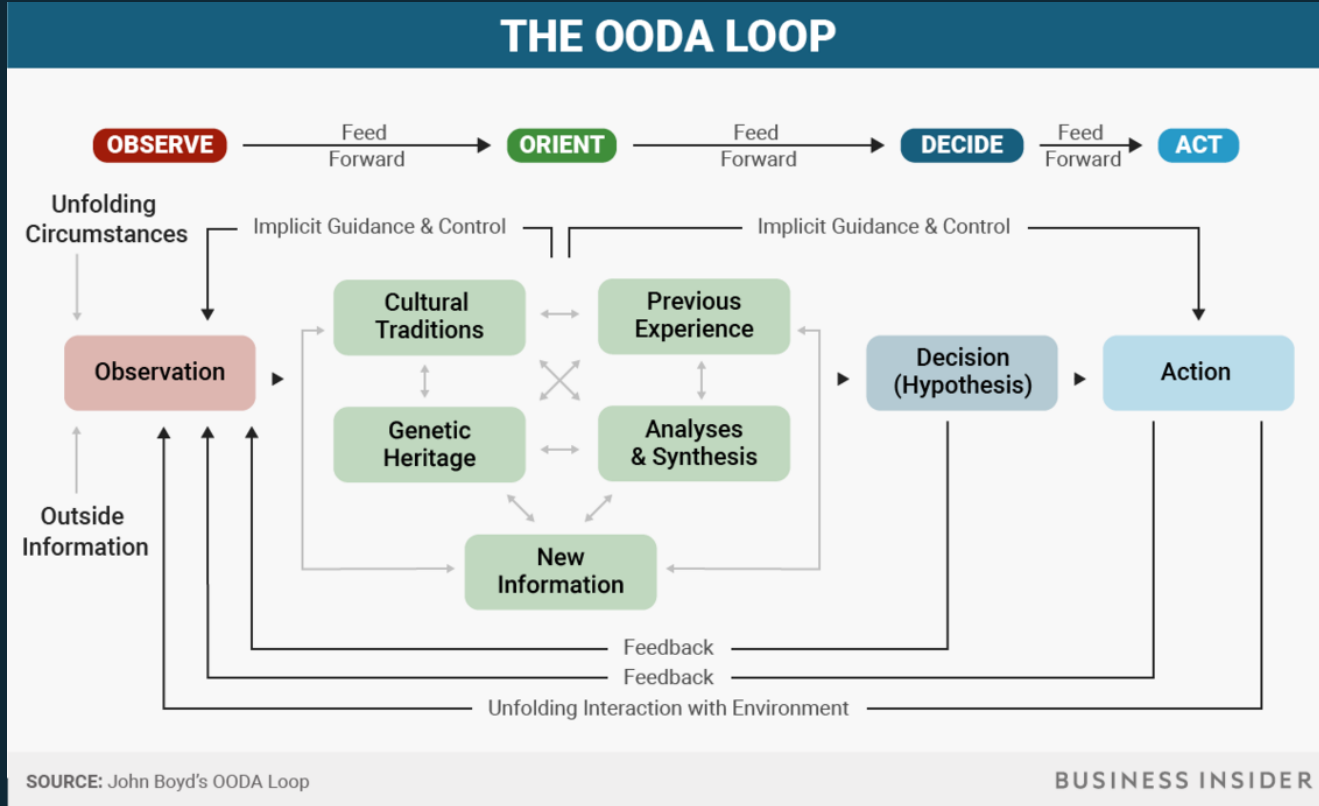 THE OODA LOOP
OBSERVE
Feed
Forward
ORIENT
Feed
Forward
DECIDE
Feed
Forward
ACT
Unfolding
Circumstances
Implicit Guidance & Control
Implicit Guidance & Control
Cultural
Traditions
Previous
Experience
Observation
Decision
(Hypothesis)
Action
Genetic
Heritage
Analyses
& Synthesis
Outside
Information
New
Information
Feedback
Feedback
Unfolding Interaction with Environment
SOURCE: John Boyd's OODA Loop
BUSINESS INSIDER